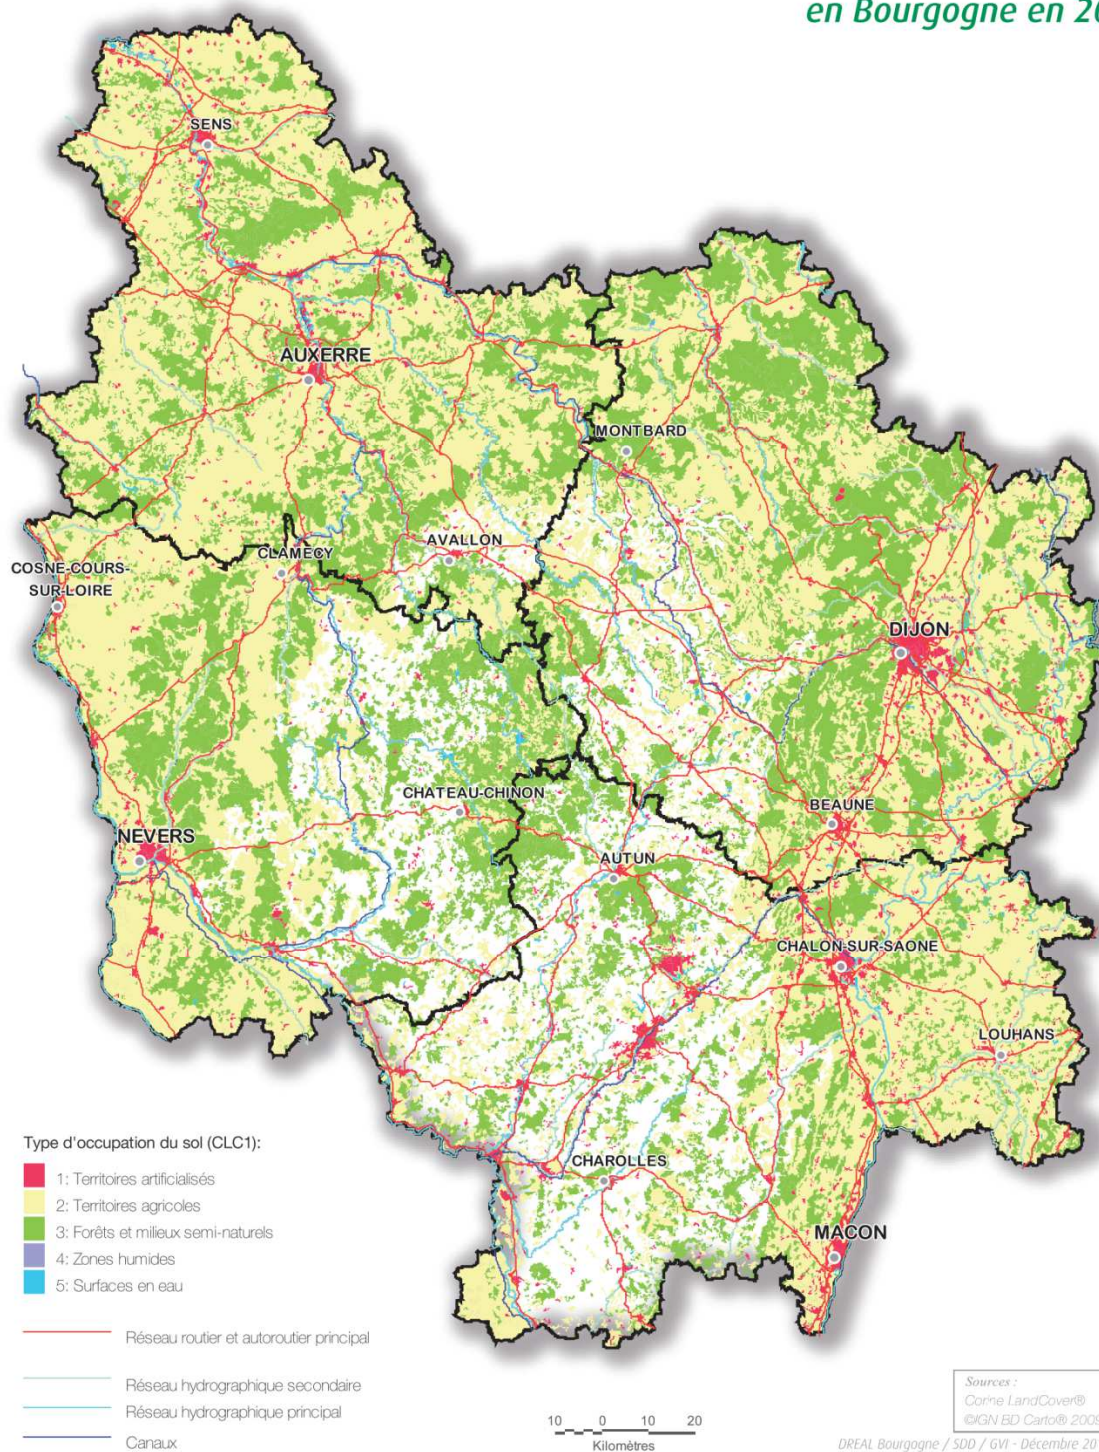 en Bourgogne en 20
SENS
AUXERRE
MONTBARD
AVALLON
CLAMECY
COSNE-COURS-
SUR-LOIRE
DIJON
CHATEAU-CHINON
BEAUNE
NEVERS
AUTUN
CHALON-SUR-SAONE
LOUHANS
CHAROLLES
MACON
Type d'occupation du sol (CLC1):
1: Territoires artificialisés
2: Territoires agricoles
3: Forêts et milieux semi-naturels
4: Zones humides
5: Surfaces en eau
Réseau routier et autoroutier principal
Réseau hydrographique secondaire
Réseau hydrographique principal
Canaux
10 0 10 20
Kilomètres
Sources :
Corine LandCover®
©IGN BD Carto® 2009
DREAL Bourgogne / SDD / GVI - Décembre 20